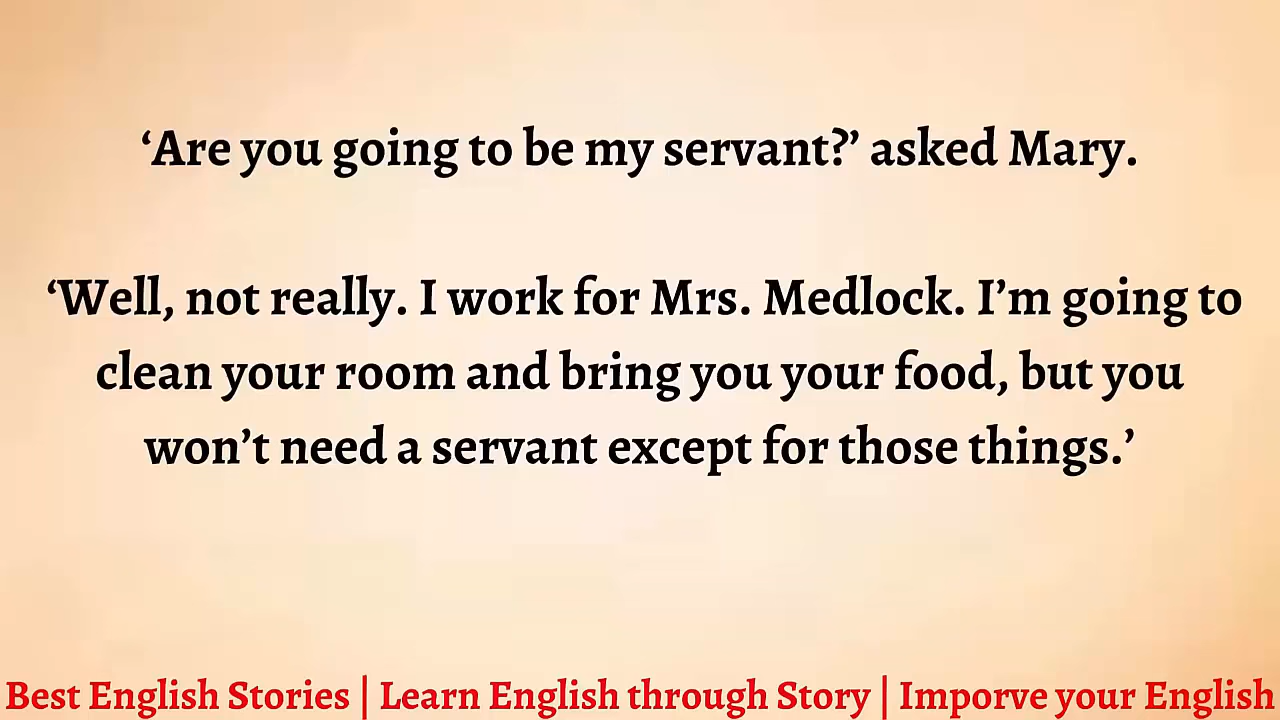 ‘Are you going to be my servant?’ asked Mary.
‘Well, not really. I work for Mrs. Medlock. I’m going to
clean your room and bring you your food, but you
won’t need a servant except for those things.’
Best English Stories | Learn English through Story | Imporve your English